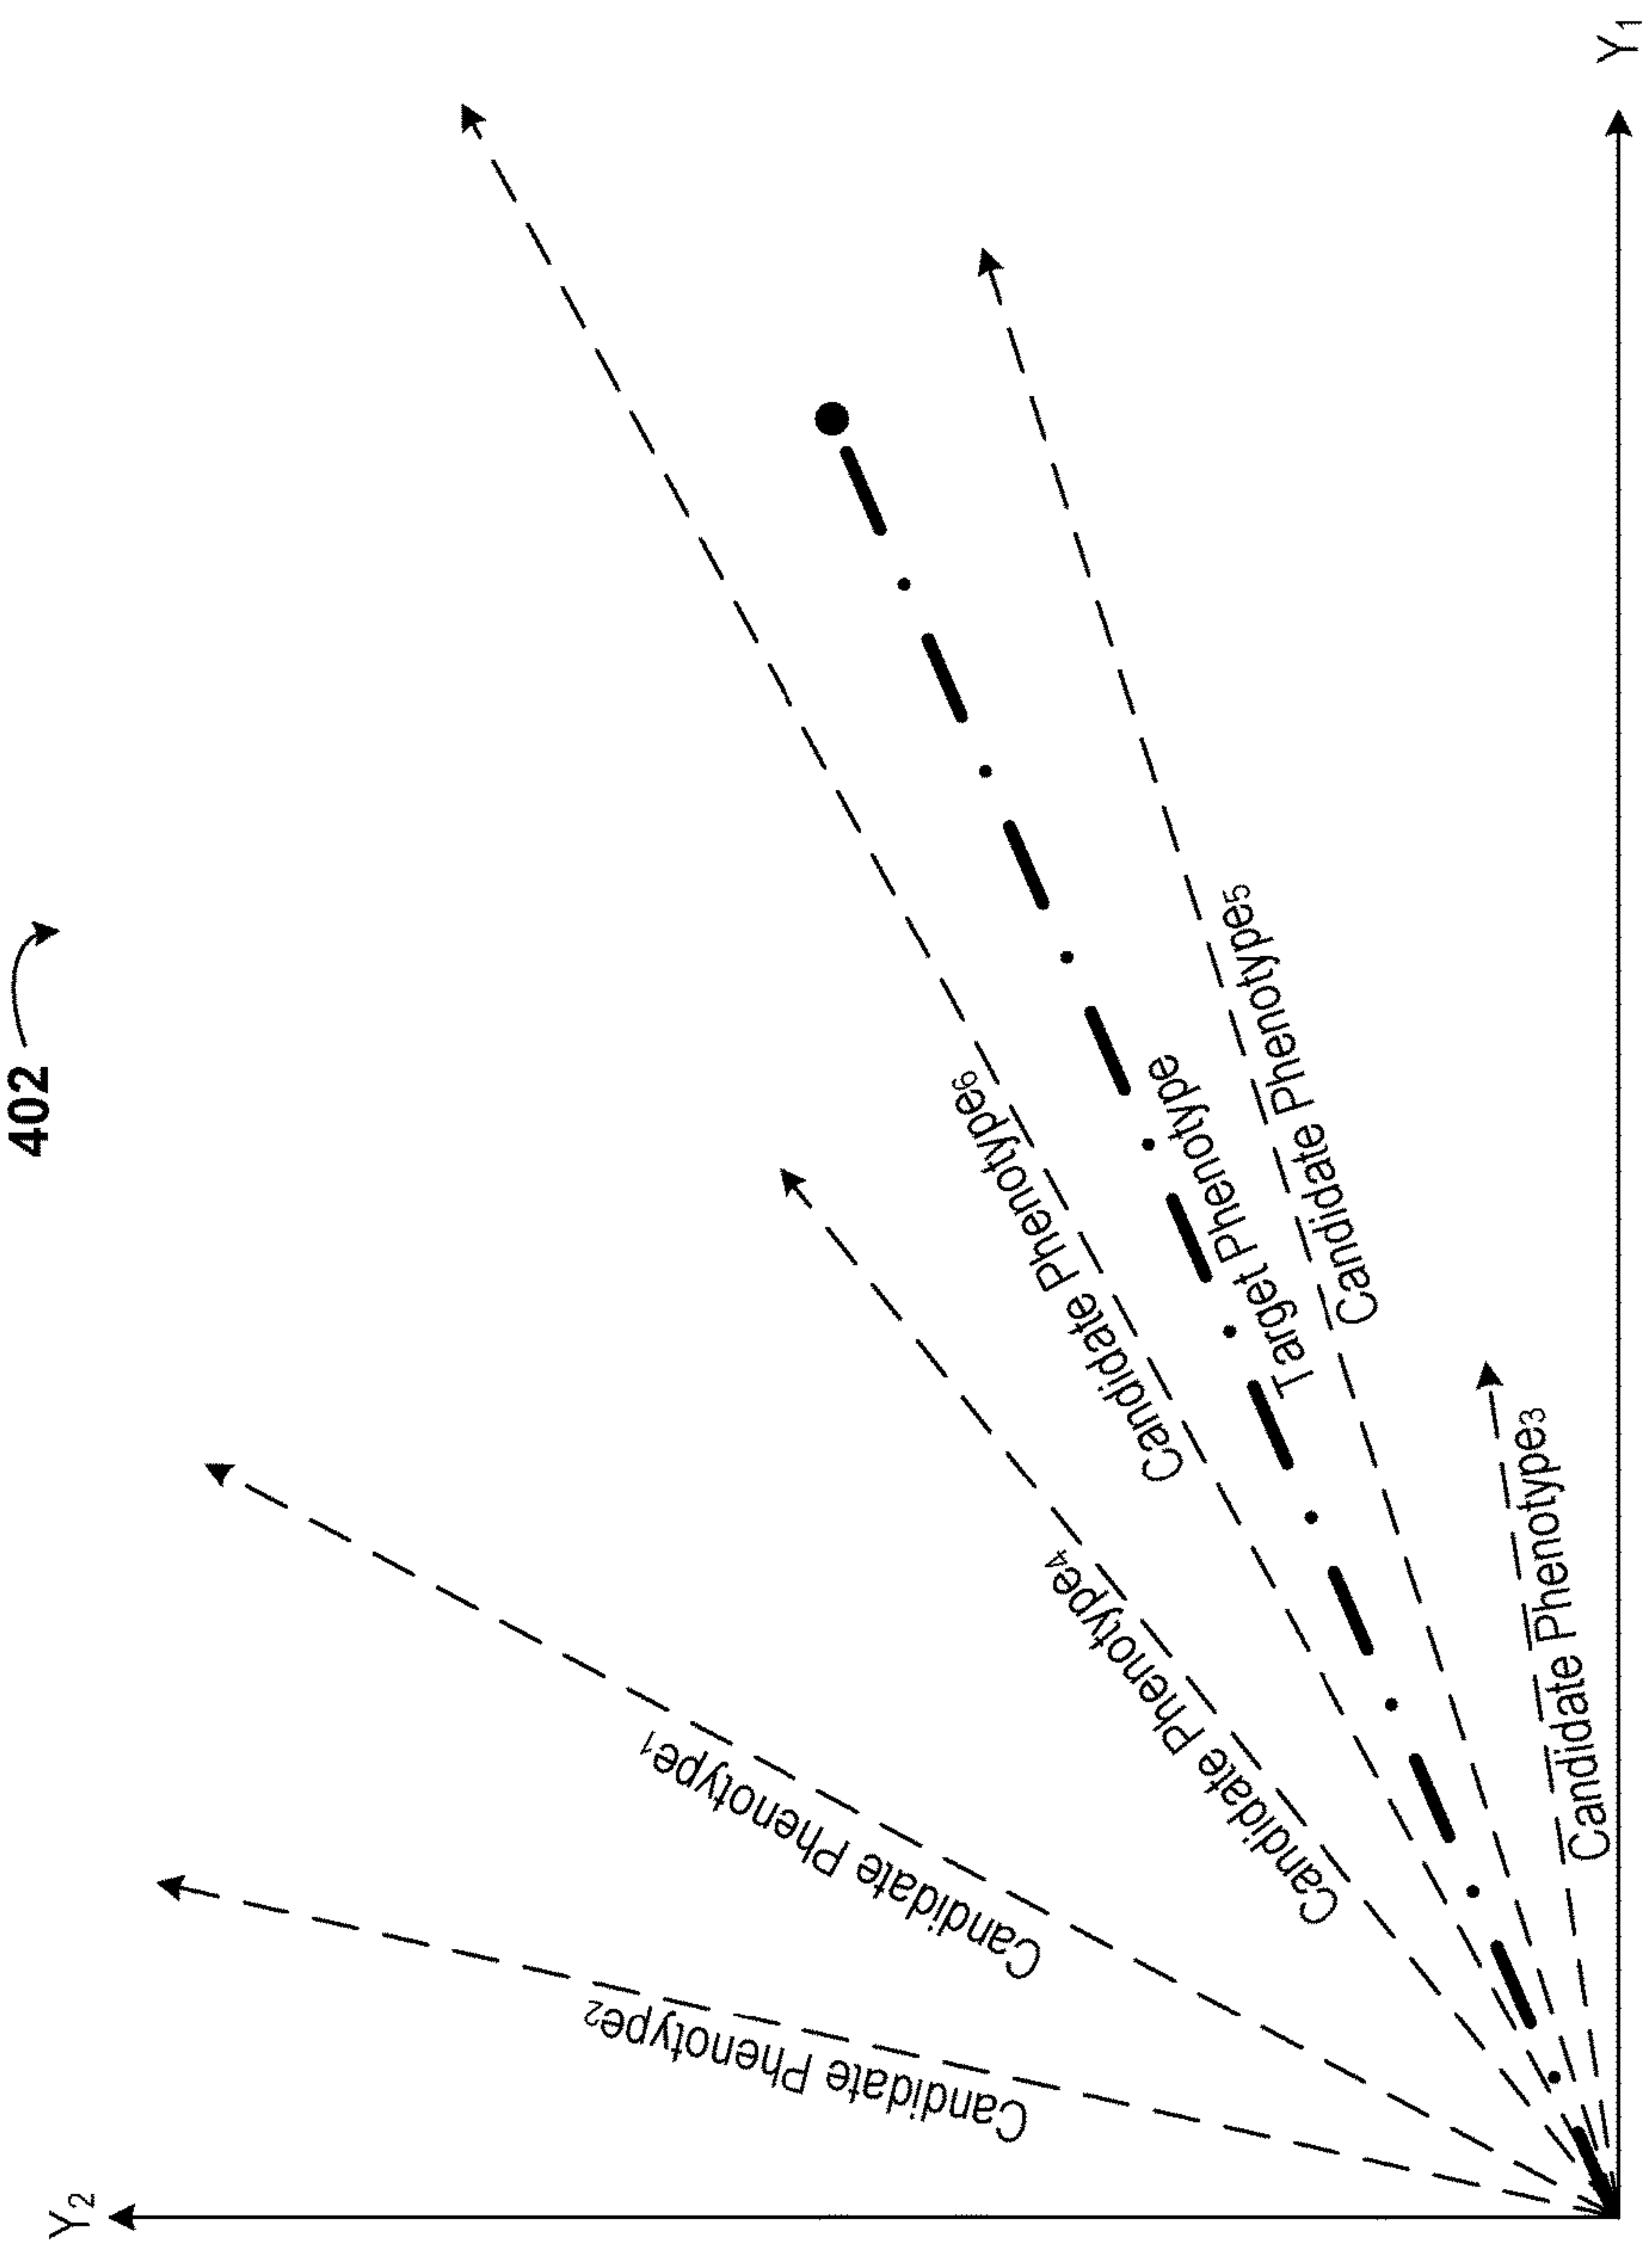 402
Y2
Candidate Phenotype2
Candidate Phenotype1
Candidate Phenotype4
Candidate Phenotype6
Target Phenotype
Candidate Phenotype5
Candidate Phenotype3
Y1